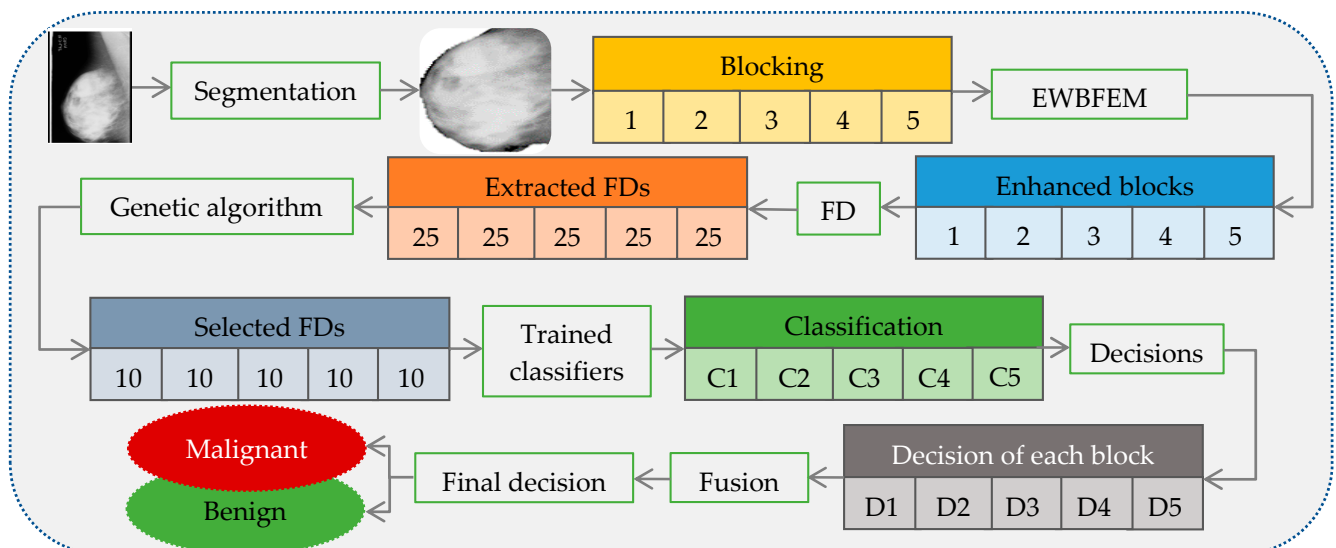 Segmentation
Blocking
1 2 3 4 5
EWBFEM
Enhanced blocks
1 2 3 4 5
FD
Extracted FDs
25 25 25 25 25
Genetic algorithm
Selected FDs
10 10 10 10 10
Trained
classifiers
Classification
C1 C2 C3 C4 C5
Decisions
Decision of each block
D1 D2 D3 D4 D5
Fusion
Final decision
Malignant
Benign